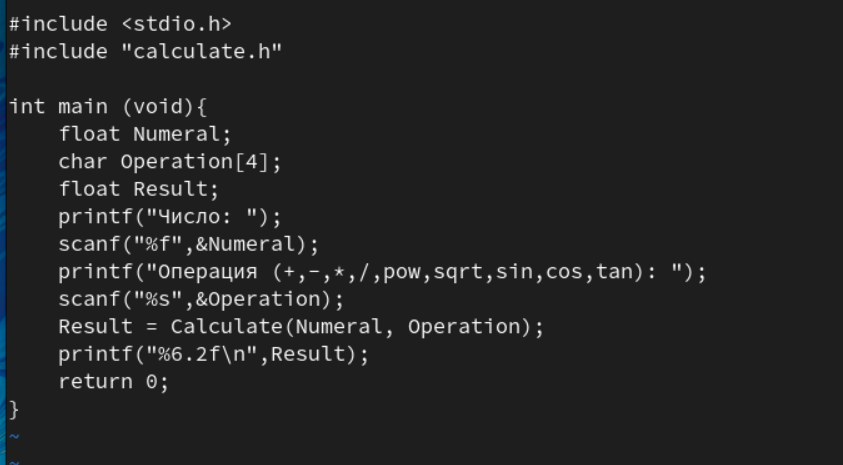 #include <stdio.h>
#include "calculate.h"

int main (void){
    float Numeral;
    char Operation[4];
    float Result;
    printf("Число: ");
    scanf("%f",&Numeral);
    printf("Операция (+,-,*,/,pow,sqrt,sin,cos,tan): ");
    scanf("%s",&Operation);
    Result = Calculate(Numeral, Operation);
    printf("%6.2f\n",Result);
    return 0;
}
~
~